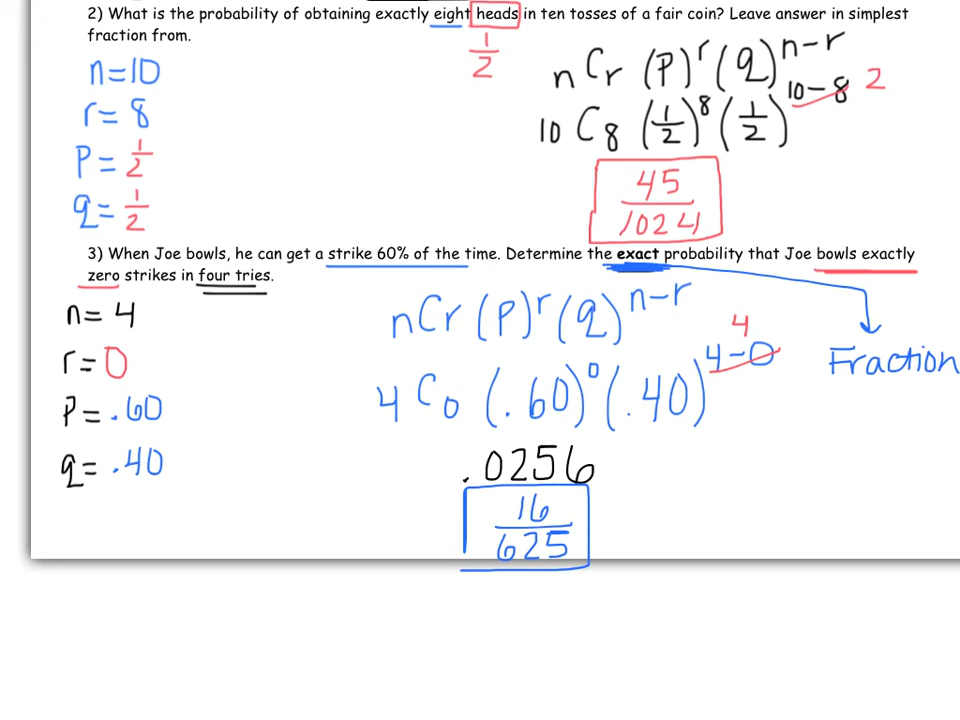 2) What is the probability of obtaining exactly eight heads in ten tosses of a fair coin? Leave answer in simplest
fraction from.
1/2
n=10
r=8
P=1/2
q=1/2
nCr (P)^r (q)^n-r
10-8 2
10 C 8 (1/2)^8 (1/2)
45/1024
3) When Joe bowls, he can get a strike 60% of the time. Determine the exact probability that Joe bowls exactly
zero strikes in four tries.
n=4
r=0
P=.60
q=.40
nCr (P)^r (q)^n-r
4
4-0
4 C 0 (.60)^0 (.40)
Fraction
.0256
16/625